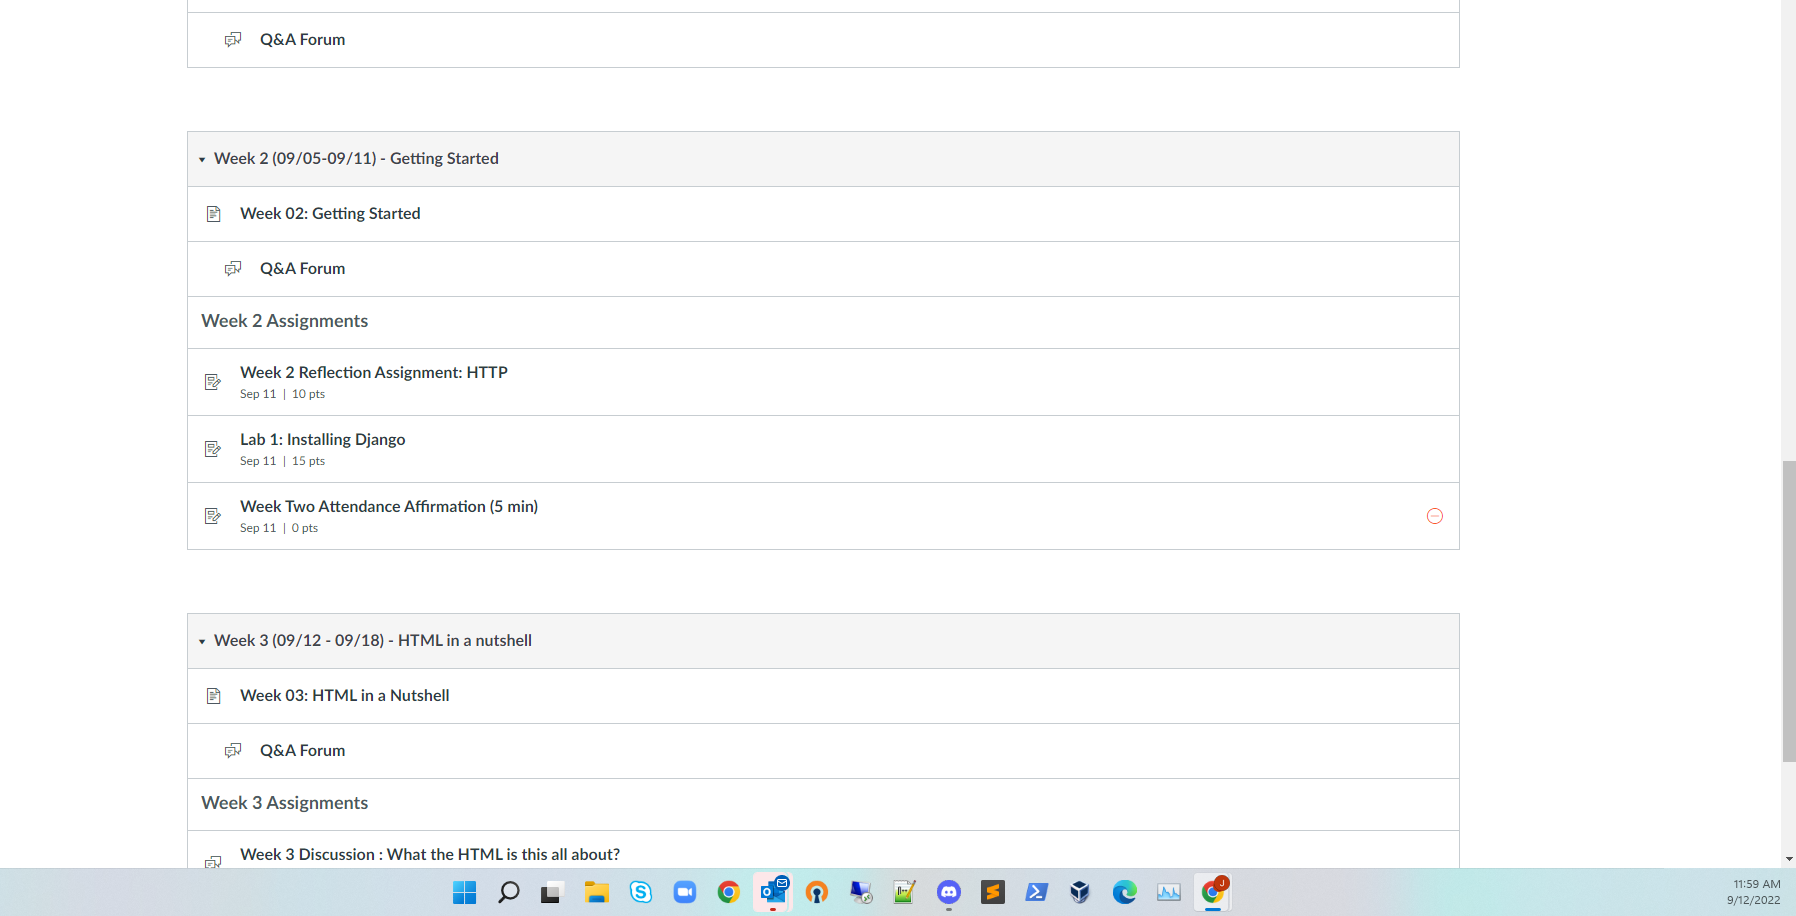 Q&A Forum
Week 2 (09/05-09/11) - Getting Started
Week 02: Getting Started
Q&A Forum
Week 2 Assignments
Week 2 Reflection Assignment: HTTP
Sep 11 | 10 pts
Lab 1: Installing Django
Sep 11 | 15 pts
Week Two Attendance Affirmation (5 min)
Sep 11 | 0 pts
Week 3 (09/12 - 09/18) - HTML in a nutshell
Week 03: HTML in a Nutshell
Q&A Forum
Week 3 Assignments
Week 3 Discussion : What the HTML is this all about?
11:59 AM
9/12/2022